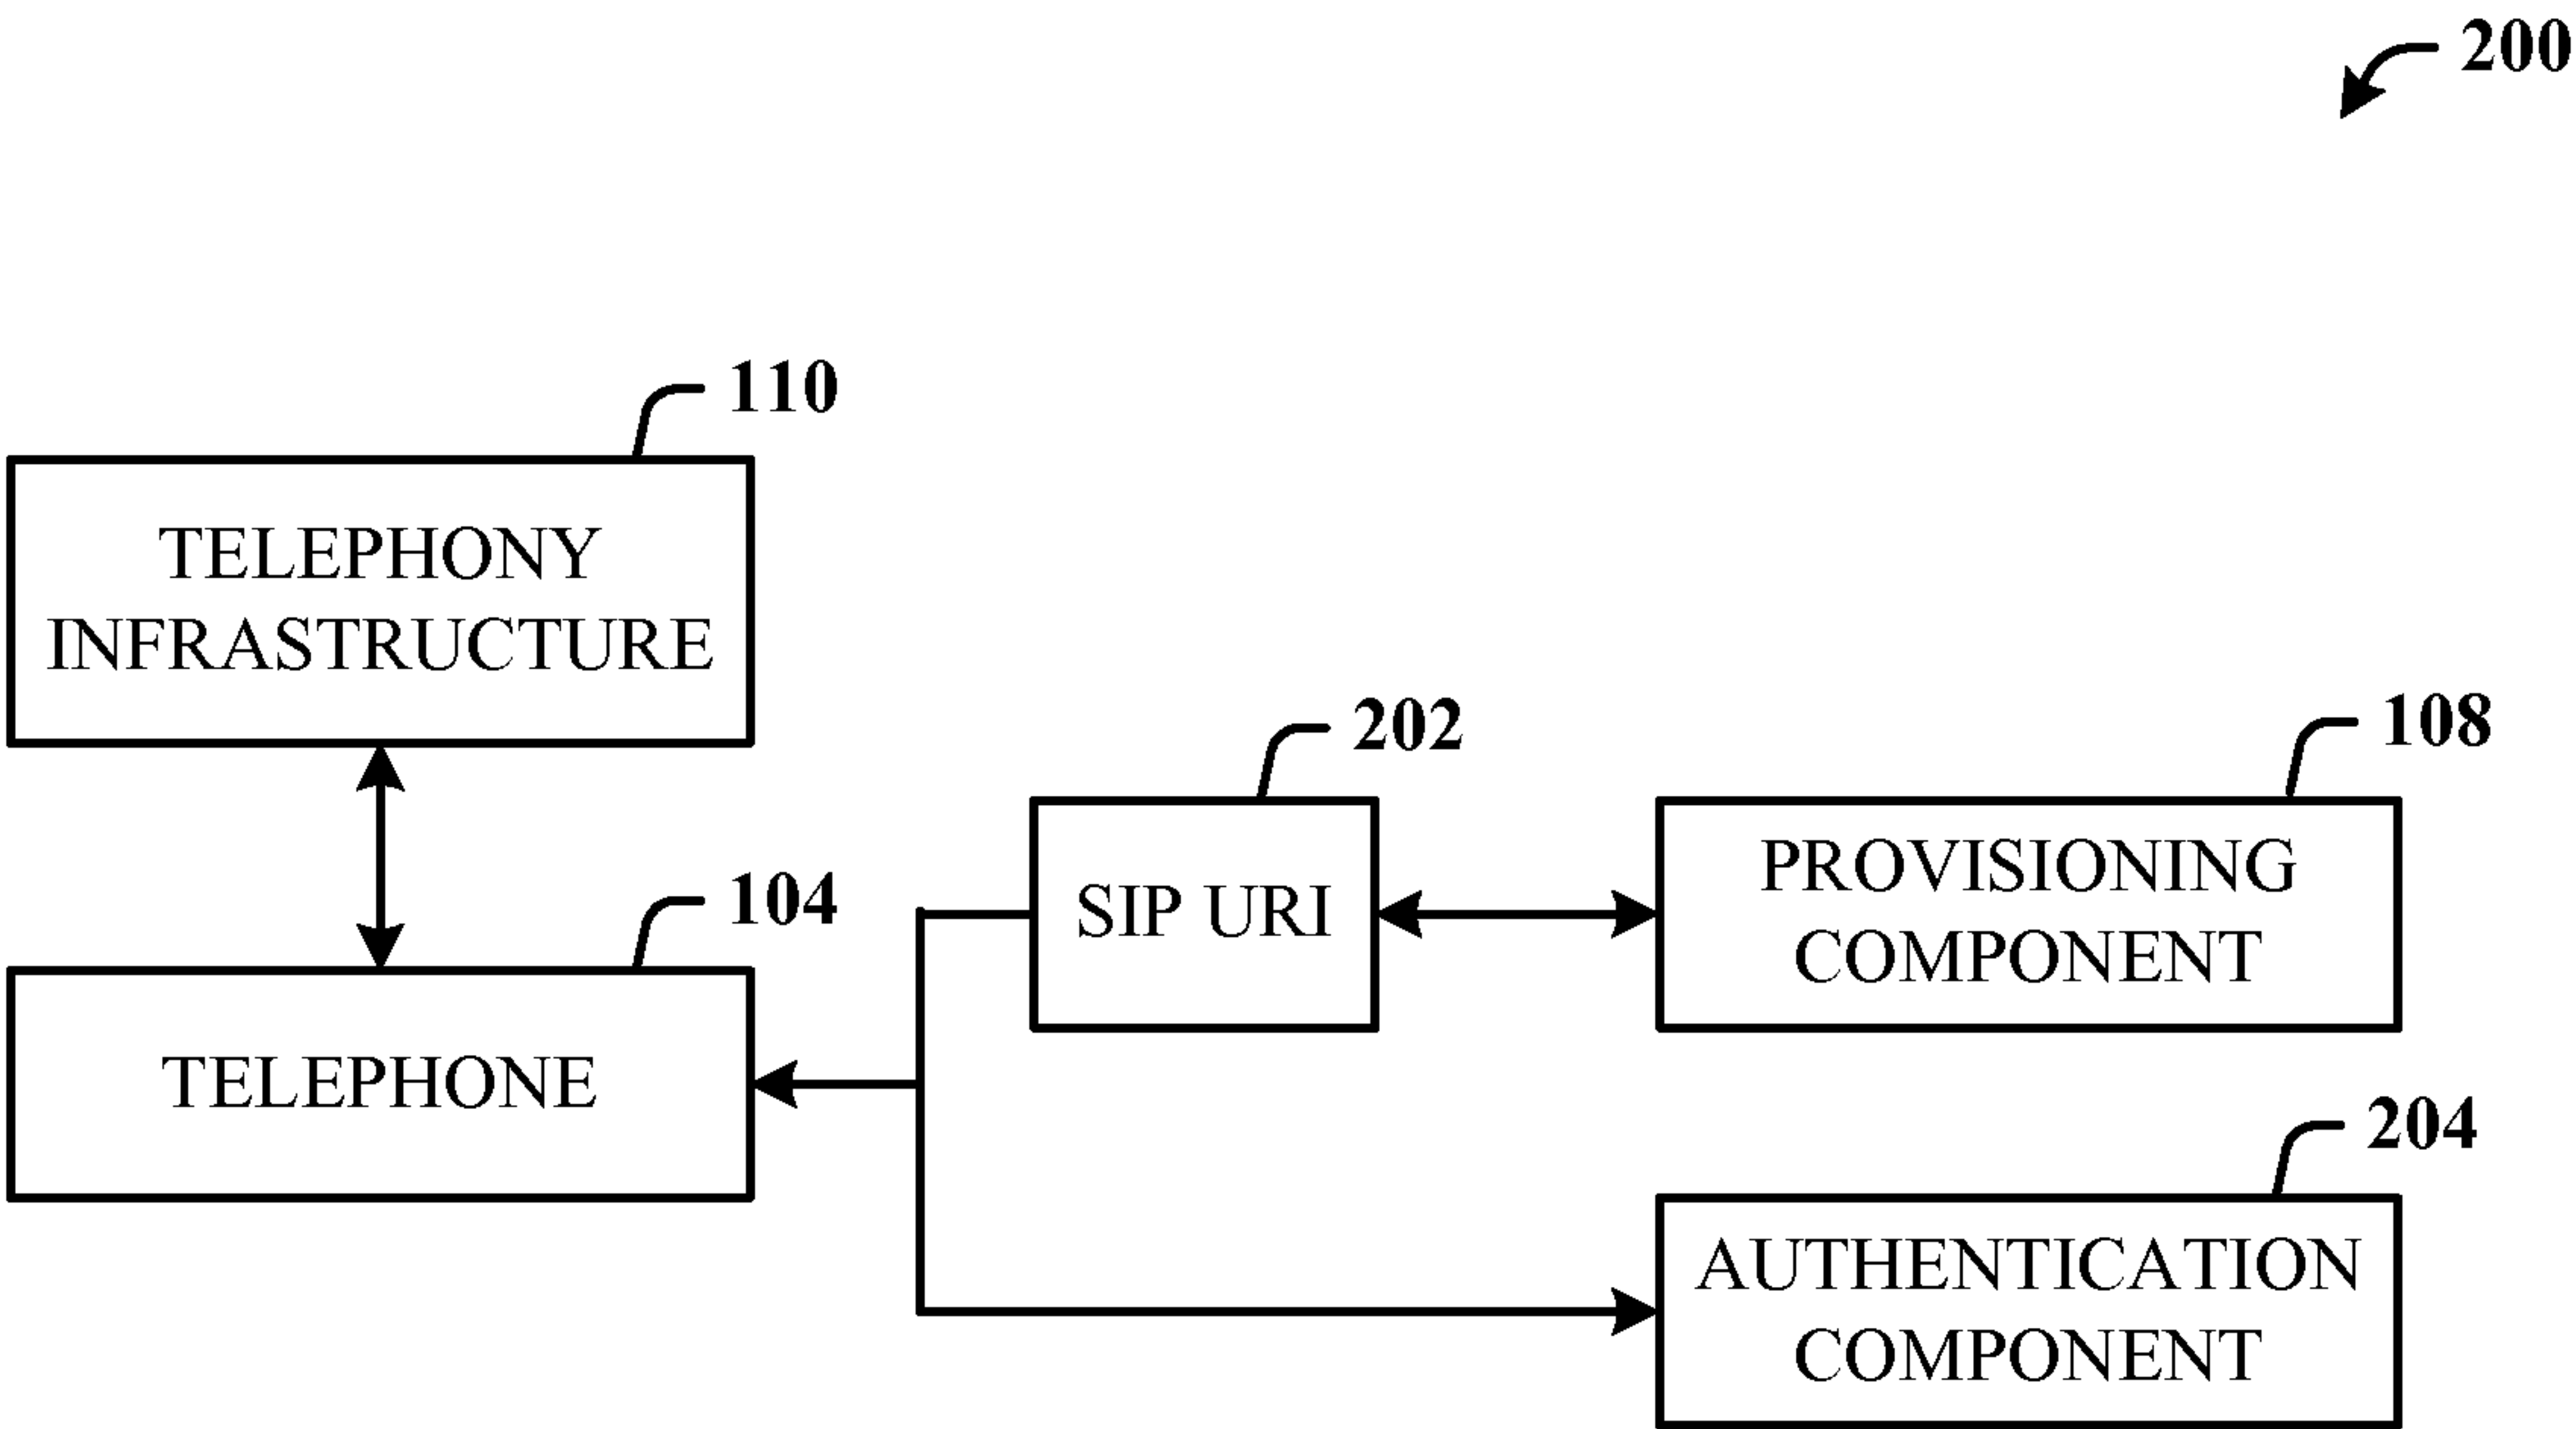 200
110
TELEPHONY
INFRASTRUCTURE
202
108
SIP URI
PROVISIONING
COMPONENT
104
TELEPHONE
204
AUTHENTICATION
COMPONENT